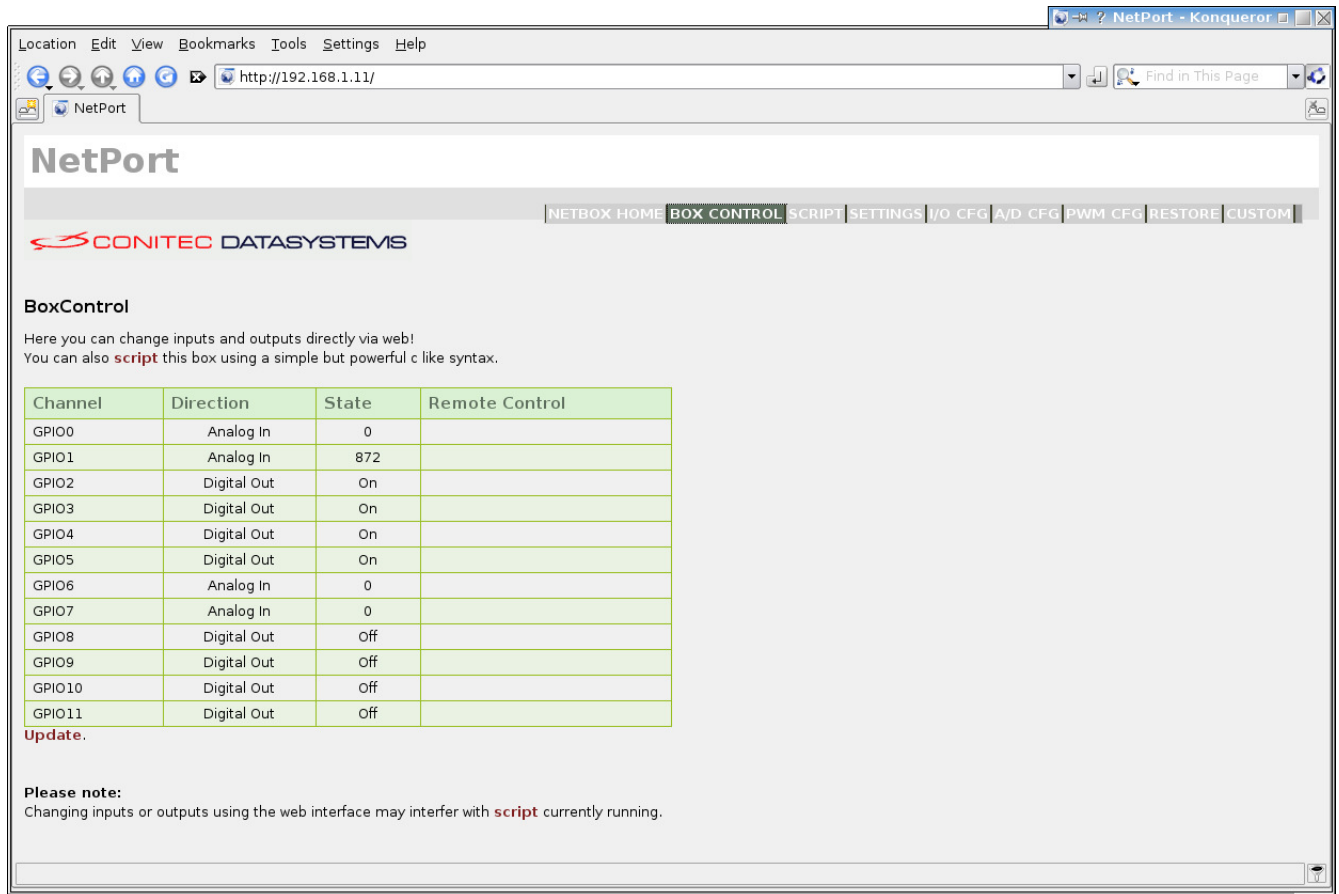 ? NetPort - Konqueror
Location Edit View Bookmarks Tools Settings Help
http://192.168.1.11/ Find in This Page
NetPort
NetPort
NETBOX HOME BOX CONTROL SCRIPT SETTINGS I/O CFG A/D CFG PWM CFG RESTORE CUSTOM
CONITEC DATASYSTEMS
BoxControl
Here you can change inputs and outputs directly via web!
You can also script this box using a simple but powerful c like syntax.
Channel Direction State Remote Control
GPIO0 Analog In 0
GPIO1 Analog In 872
GPIO2 Digital Out On
GPIO3 Digital Out On
GPIO4 Digital Out On
GPIO5 Digital Out On
GPIO6 Analog In 0
GPIO7 Analog In 0
GPIO8 Digital Out Off
GPIO9 Digital Out Off
GPIO10 Digital Out Off
GPIO11 Digital Out Off
Update.
Please note:
Changing inputs or outputs using the web interface may interfer with script currently running.